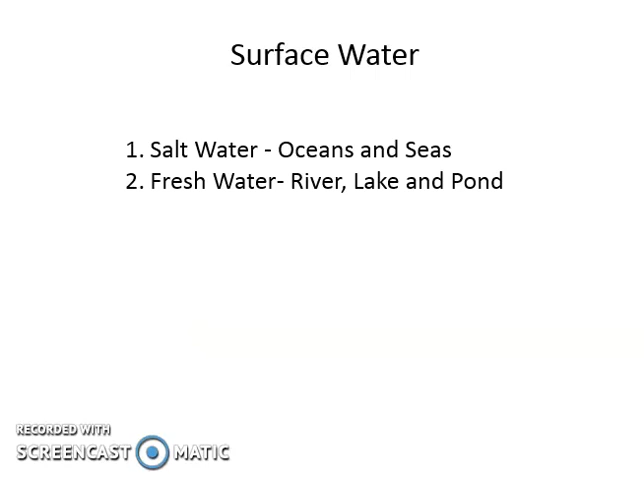 Surface Water
1. Salt Water - Oceans and Seas
2. Fresh Water- River, Lake and Pond
RECORDED WITH
SCREENCAST MATIC